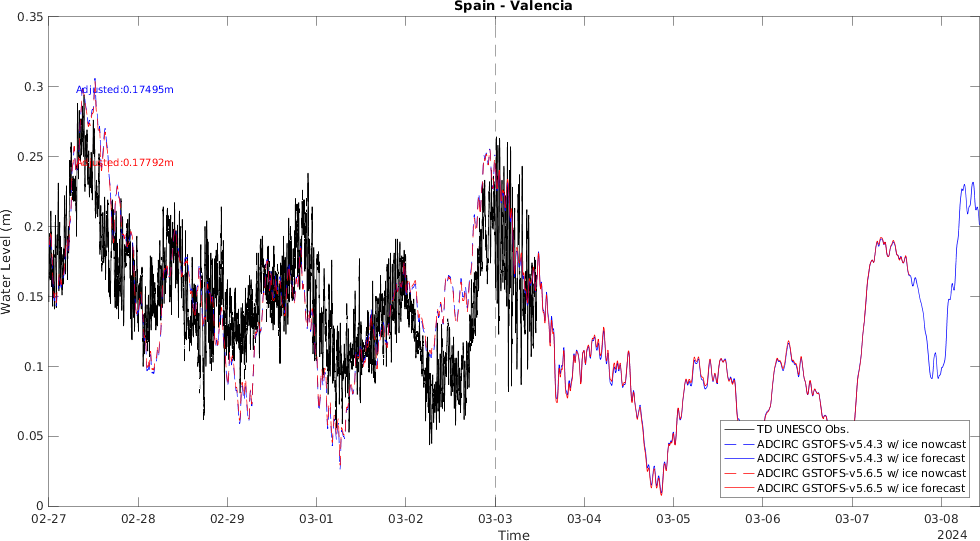 Spain - Valencia
0.35
0.3
0.25
0.2
0.15
0.1
0.05
0
Water Level (m)
Adjusted:0.17495m
Adjusted:0.17792m
TD UNESCO Obs.
ADCIRC GSTOFS-v5.4.3 w/ ice nowcast
ADCIRC GSTOFS-v5.4.3 w/ ice forecast
ADCIRC GSTOFS-v5.6.5 w/ ice nowcast
ADCIRC GSTOFS-v5.6.5 w/ ice forecast
02-27 02-28 02-29 03-01 03-02 03-03 03-04 03-05 03-06 03-07 03-08
Time
2024